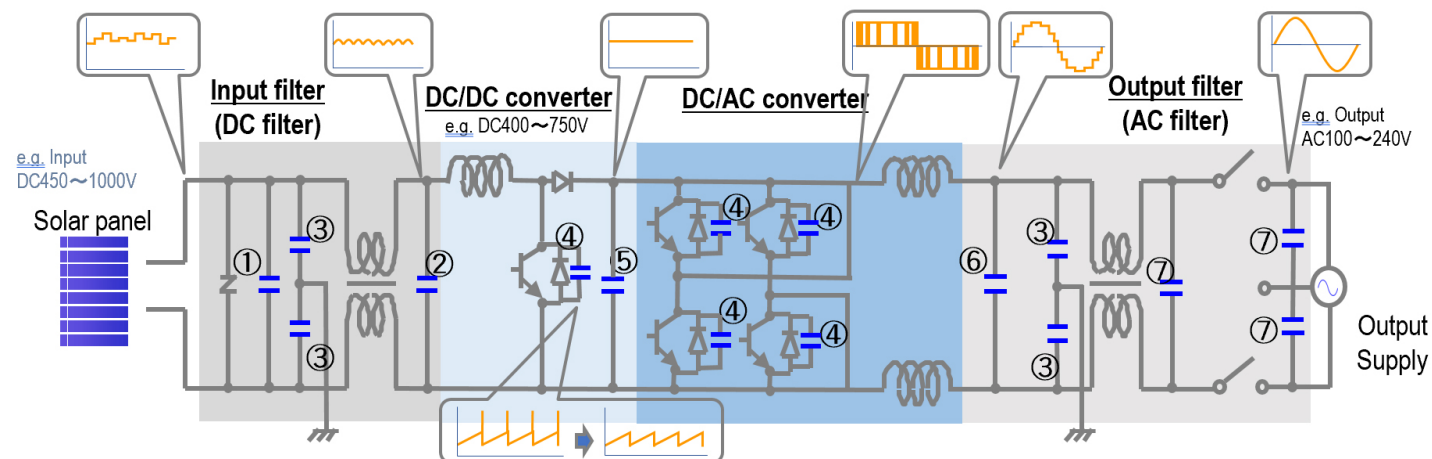 Input filter
(DC filter)
DC/DC converter
e.g. DC400～750V
DC/AC converter
Output filter
(AC filter)
e.g. Output
AC100～240V
e.g. Input
DC450～1000V
Solar panel
①
③
③
②
④
⑤
④
④
④
④
⑥
③
③
⑦
⑦
⑦
Output
Supply